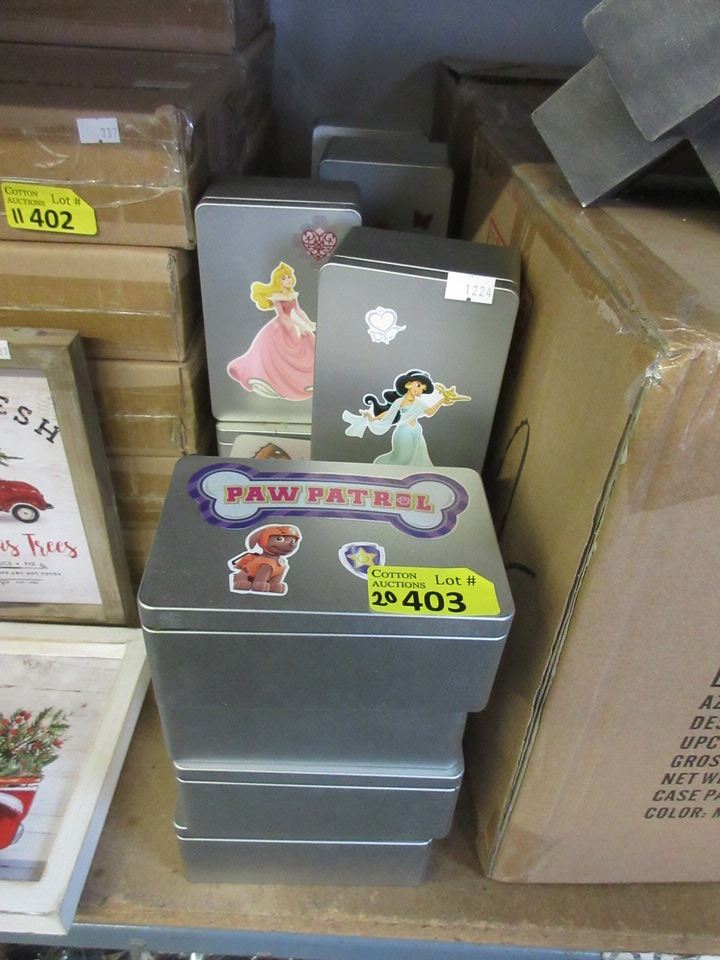 737
COTTON
AUCTIONS
Lot #
11 402
ESH
1224
PAW PATROL
COTTON
AUCTIONS
Lot #
20 403
Trees
UPC
GROS
NET W
CASE PA
COLOR: